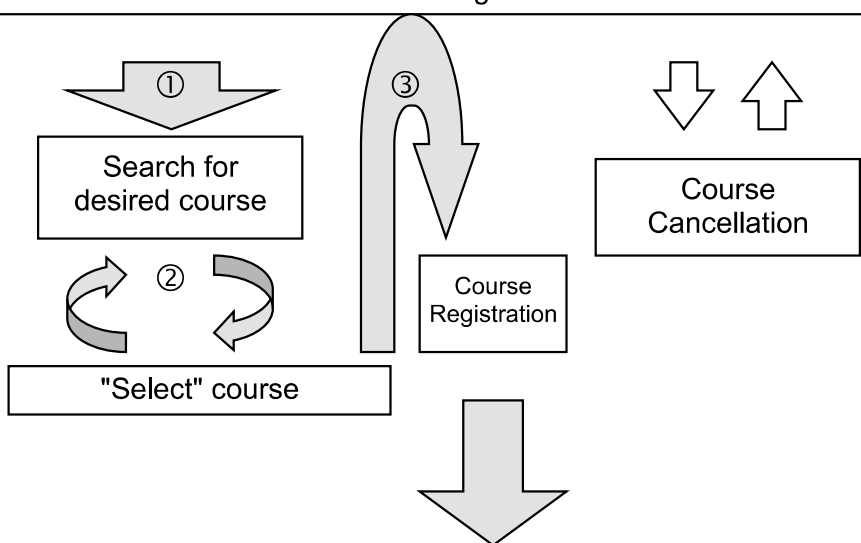 ①
③
Search for
desired course
Course
Cancellation
②
Course
Registration
"Select" course